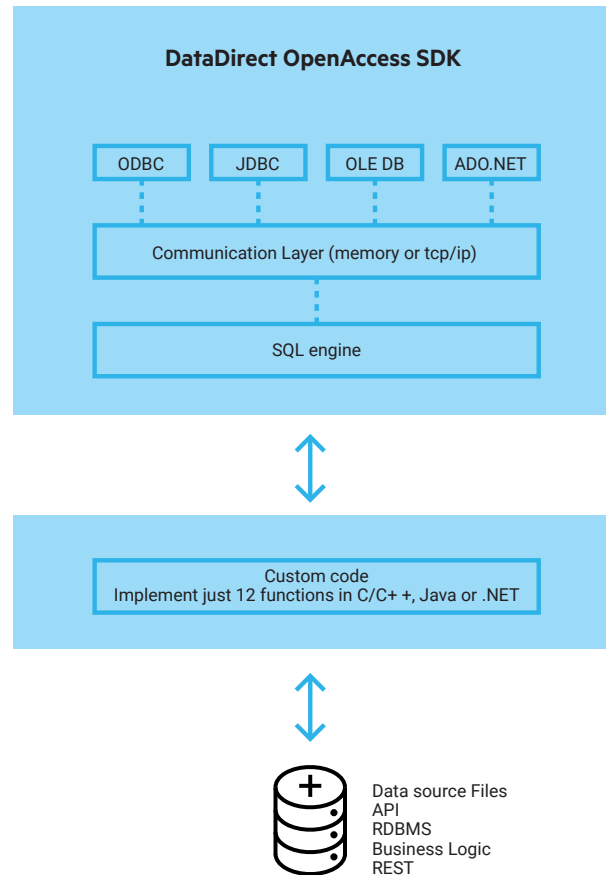 DataDirect OpenAccess SDK
ODBC
JDBC
OLE DB
ADO.NET
Communication Layer (memory or tcp/ip)
SQL engine
Custom code
Implement just 12 functions in C/C+ +, Java or .NET
Data source Files
API
RDBMS
Business Logic
REST